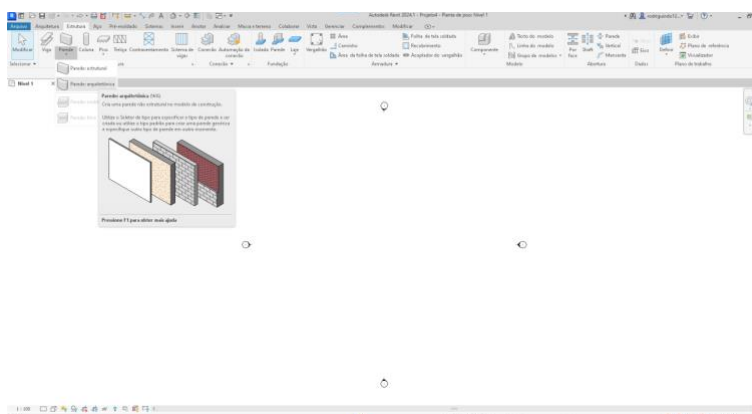 Autodesk Revit 2024.1 - Projeto4 - Planta de piso: Nível 1
Arquivo Arquitetura Estrutura Aço Pré-moldado Sistemas Inserir Anotar Analisar Massa e terreno Colaborar Vista Gerenciar Complementos Modificar
Modificar Viga Parede Coluna Piso Treliça Contraventamento Sistema de vigas Conexão Automação de conexão Isolada Parede Laje Vergalhão
Área
Caminho
Área de folha de tela soldada
Folha de tela soldada
Recobrimento
Acoplador do vergalhão
Componente
Texto do modelo
Linha do modelo
Grupo de modelos
Por face
Shaft
Parede
Vertical
Mansarda
Eixo
Definir
Exibir
Plano de referência
Visualizador
Selecionar Conexão Fundação Armadura Modelo Abertura Dados Plano de trabalho
Nível 1
Parede estrutural
Parede arquitetônica
Parede: arquitetônica (WA)
Cria uma parede não estrutural no modelo de construção.
Utilize o Seletor de tipo para especificar o tipo de parede a ser
criada ou utilize o tipo padrão para criar uma parede genérica
e especifique outro tipo de parede em outro momento.
Pressione F1 para obter mais ajuda
1 : 100